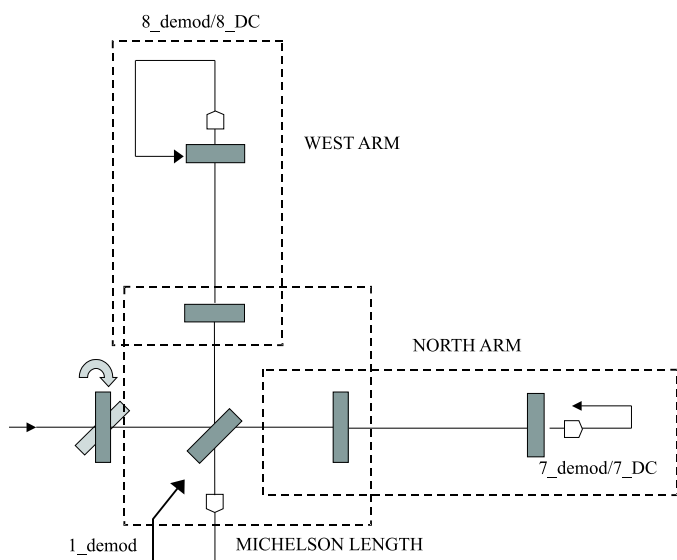 8_demod/8_DC
WEST ARM
NORTH ARM
7_demod/7_DC
1_demod
MICHELSON LENGTH